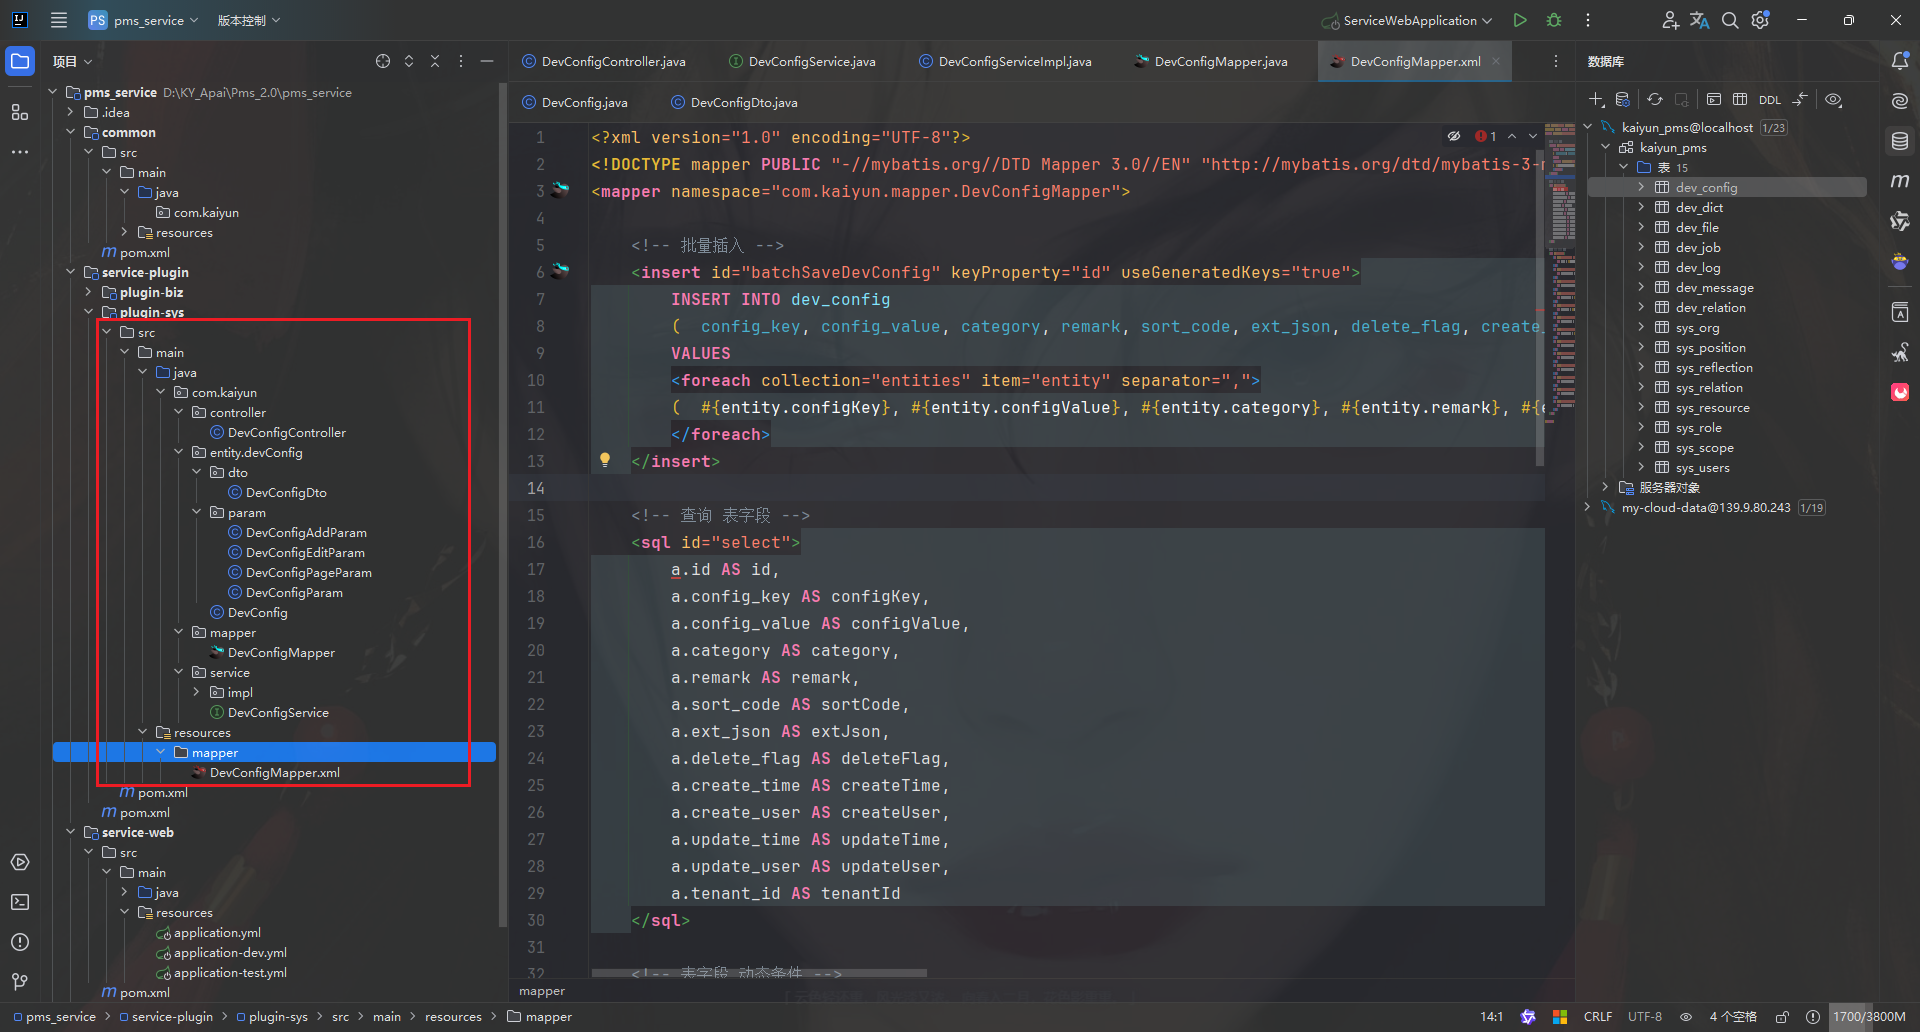 PS pms_service 版本控制 ServiceWebApplication
项目
pms_service D:\KY_Apai\Pms_2.0\pms_service
.idea
common
src
main
java
com.kaiyun
resources
pom.xml
service-plugin
plugin-biz
plugin-sys
src
main
java
com.kaiyun
controller
DevConfigController
entity.devConfig
dto
DevConfigDto
param
DevConfigAddParam
DevConfigEditParam
DevConfigPageParam
DevConfigParam
DevConfig
mapper
DevConfigMapper
service
impl
DevConfigService
resources
mapper
DevConfigMapper.xml
pom.xml
pom.xml
service-web
src
main
java
resources
application.yml
application-dev.yml
application-test.yml
pom.xml
DevConfigController.java DevConfigService.java DevConfigServiceImpl.java DevConfigMapper.java DevConfigMapper.xml
DevConfig.java DevConfigDto.java
1 <?xml version="1.0" encoding="UTF-8"?>
2 <!DOCTYPE mapper PUBLIC "-//mybatis.org//DTD Mapper 3.0//EN" "http://mybatis.org/dtd/mybatis-3-
3 <mapper namespace="com.kaiyun.mapper.DevConfigMapper">
4
5 <!-- 批量插入 -->
6 <insert id="batchSaveDevConfig" keyProperty="id" useGeneratedKeys="true">
7 INSERT INTO dev_config
8 ( config_key, config_value, category, remark, sort_code, ext_json, delete_flag, create_
9 VALUES
10 <foreach collection="entities" item="entity" separator=",">
11 ( #{entity.configKey}, #{entity.configValue}, #{entity.category}, #{entity.remark}, #{
12 </foreach>
13 </insert>
14
15 <!-- 查询 表字段 -->
16 <sql id="select">
17 a.id AS id,
18 a.config_key AS configKey,
19 a.config_value AS configValue,
20 a.category AS category,
21 a.remark AS remark,
22 a.sort_code AS sortCode,
23 a.ext_json AS extJson,
24 a.delete_flag AS deleteFlag,
25 a.create_time AS createTime,
26 a.create_user AS createUser,
27 a.update_time AS updateTime,
28 a.update_user AS updateUser,
29 a.tenant_id AS tenantId
30 </sql>
31
32 <!-- 表字段 动态条件 -->
1
mapper
数据库
DDL
kaiyun_pms@localhost 1/23
kaiyun_pms
表 15
dev_config
dev_dict
dev_file
dev_job
dev_log
dev_message
dev_relation
sys_org
sys_position
sys_reflection
sys_relation
sys_resource
sys_role
sys_scope
sys_users
服务器对象
my-cloud-data@139.9.80.243 1/19
pms_service > service-plugin > plugin-sys > src > main > resources > mapper
14:1 CRLF UTF-8 4 个空格 1700/3800M